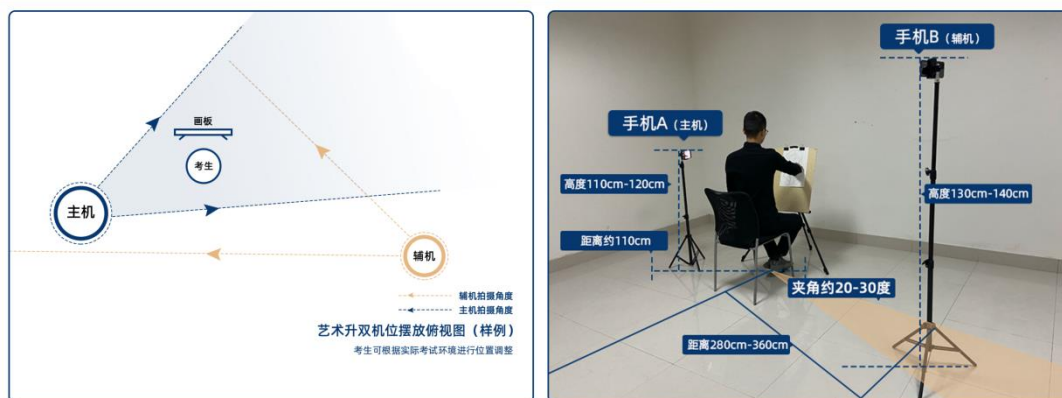 画板
考生
主机
辅机
辅机拍摄角度
主机拍摄角度
艺术升双机位摆放俯视图（样例）
考生可根据实际考试环境进行位置调整
手机B（辅机）
手机A（主机）
高度110cm-120cm
高度130cm-140cm
距离约110cm
夹角约20-30度
距离280cm-360cm